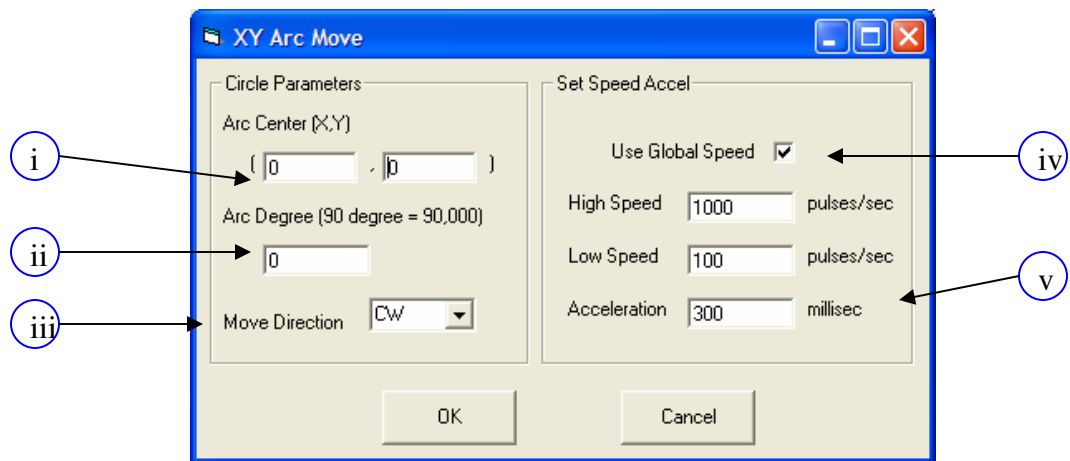 XY Arc Move
Circle Parameters
Arc Center (X,Y)
( 0 , 0 )
Arc Degree (90 degree = 90,000)
0
Move Direction CW
Set Speed Accel
Use Global Speed
High Speed 1000 pulses/sec
Low Speed 100 pulses/sec
Acceleration 300 millisec
OK Cancel
i
ii
iii
iv
v